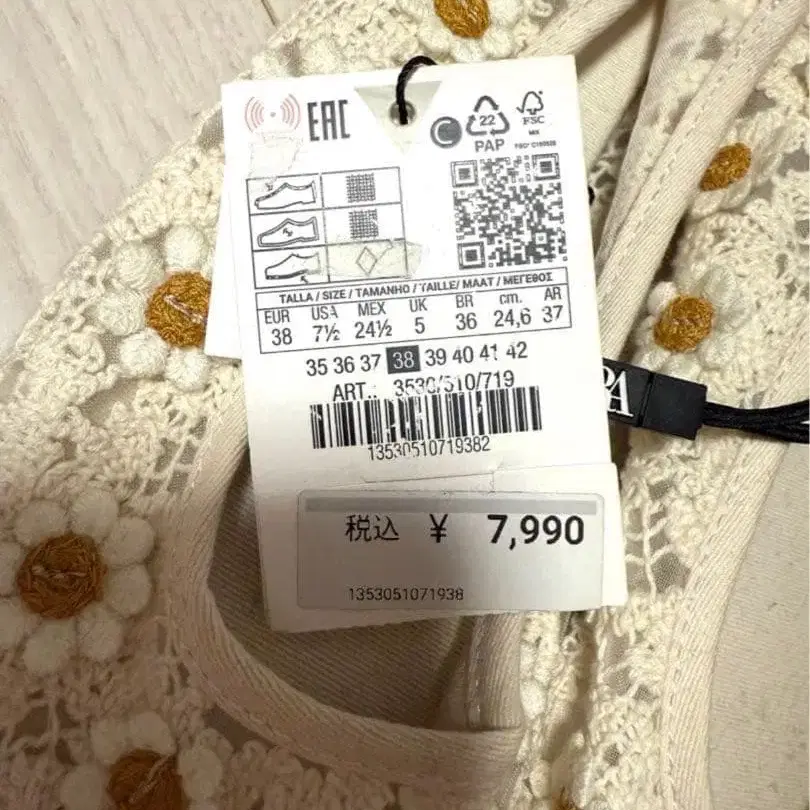 EAC
22
PAP
FSC
MIX
TALLA / SIZE / TAMANHO / TAILLE / MAAT / ΜΕΓΕΘΟΣ
EUR USA MEX UK BR cm. AR
38 7½ 24½ 5 36 24,6 37
35 36 37 38 39 40 41 42
ART.: 3530/510/719
13530510719382
税込 ¥ 7,990
1353051071938